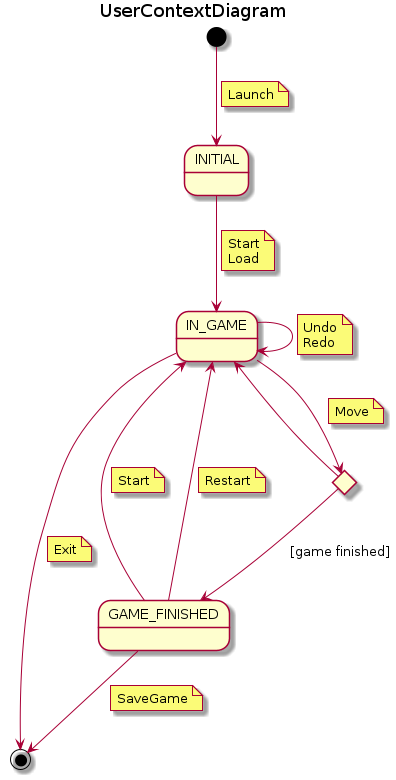 UserContextDiagram
Launch
INITIAL
Start
Load
IN_GAME
Undo
Redo
Move
Start
Restart
Exit
[game finished]
GAME_FINISHED
SaveGame